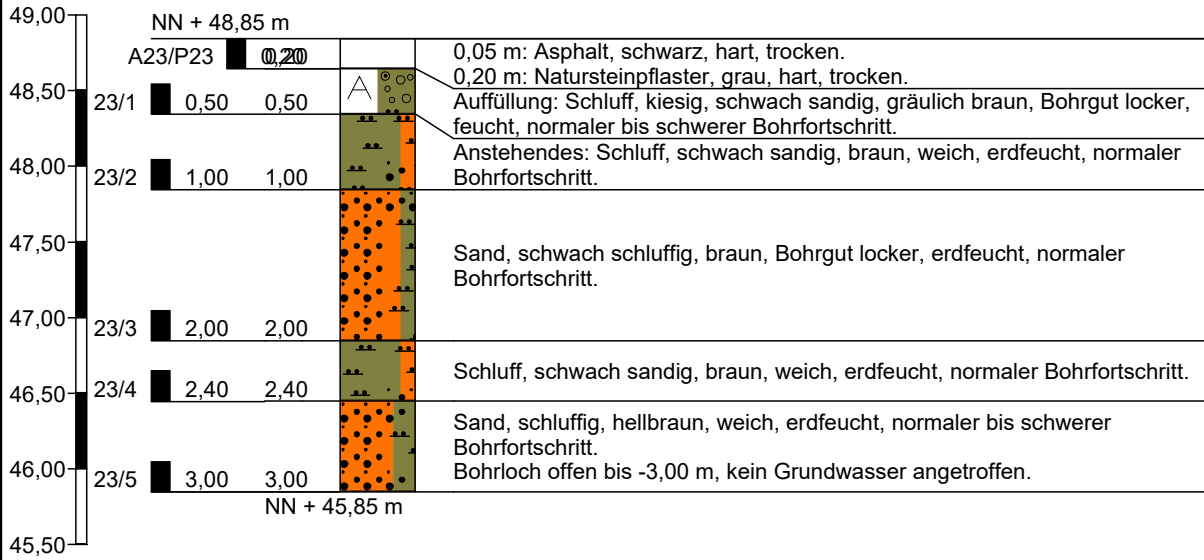 49,00
NN + 48,85 m
A23/P23 0,20
0,05 m: Asphalt, schwarz, hart, trocken.
0,20 m: Natursteinpflaster, grau, hart, trocken.
48,50
A
23/1 0,50 0,50
Auffüllung: Schluff, kiesig, schwach sandig, gräulich braun, Bohrgut locker,
feucht, normaler bis schwerer Bohrfortschritt.
48,00
23/2 1,00 1,00
Anstehendes: Schluff, schwach sandig, braun, weich, erdfeucht, normaler
Bohrfortschritt.
47,50
Sand, schwach schluffig, braun, Bohrgut locker, erdfeucht, normaler
Bohrfortschritt.
47,00
23/3 2,00 2,00
46,50
23/4 2,40 2,40
Schluff, schwach sandig, braun, weich, erdfeucht, normaler Bohrfortschritt.
46,00
23/5 3,00 3,00
Sand, schluffig, hellbraun, weich, erdfeucht, normaler bis schwerer
Bohrfortschritt.
Bohrloch offen bis -3,00 m, kein Grundwasser angetroffen.
NN + 45,85 m
45,50